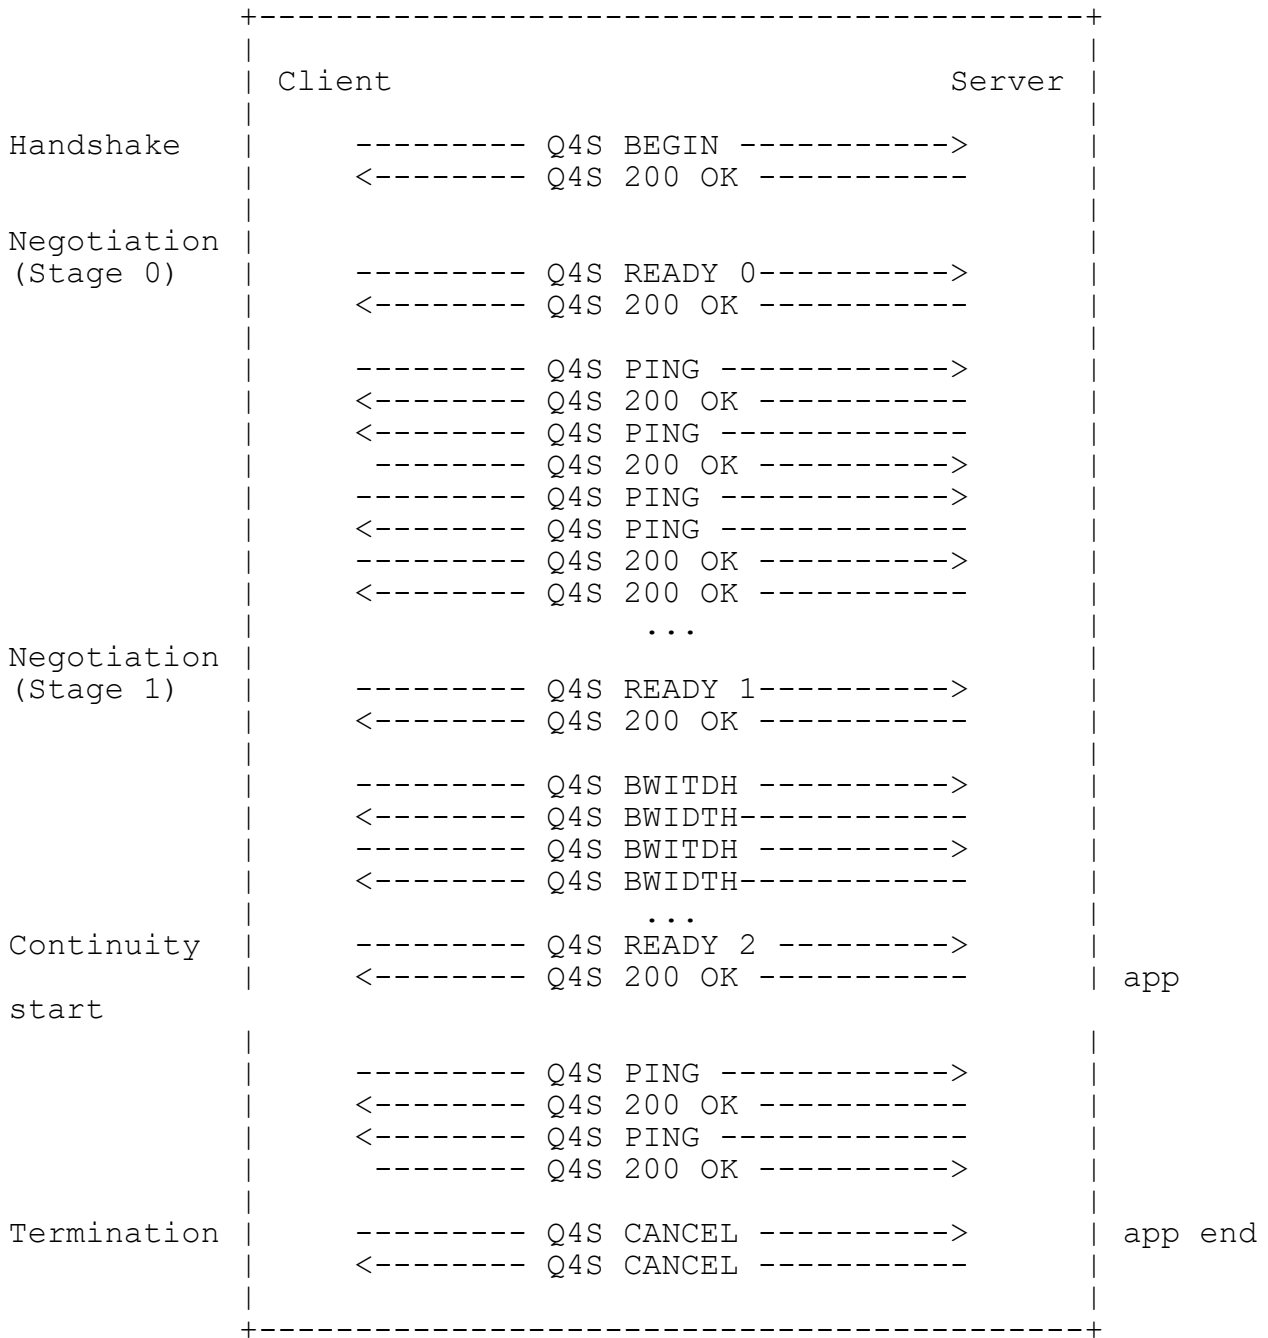 +-------------------------------------------+
|                                           |
| Client                             Server |
|                                           |
Handshake   |     --------- Q4S BEGIN ----------->      |
|     <-------- Q4S 200 OK -----------      |
|                                           |
Negotiation |                                           |
(Stage 0)   |     --------- Q4S READY 0---------->      |
|     <-------- Q4S 200 OK -----------      |
|                                           |
|     --------- Q4S PING ------------>      |
|     <-------- Q4S 200 OK -----------      |
|     <-------- Q4S PING -------------      |
|      -------- Q4S 200 OK ---------->      |
|     --------- Q4S PING ------------>      |
|     <-------- Q4S PING -------------      |
|     --------- Q4S 200 OK ---------->      |
|     <-------- Q4S 200 OK -----------      |
|                    ...                    |
Negotiation |                                           |
(Stage 1)   |     --------- Q4S READY 1---------->      |
|     <-------- Q4S 200 OK -----------      |
|                                           |
|     --------- Q4S BWITDH ---------->      |
|     <-------- Q4S BWIDTH------------      |
|     --------- Q4S BWITDH ---------->      |
|     <-------- Q4S BWIDTH------------      |
|                    ...                    |
Continuity  |     --------- Q4S READY 2 --------->      |
|     <-------- Q4S 200 OK -----------      | app
start
|                                           |
|     --------- Q4S PING ------------>      |
|     <-------- Q4S 200 OK -----------      |
|     <-------- Q4S PING -------------      |
|      -------- Q4S 200 OK ---------->      |
|                                           |
Termination |     --------- Q4S CANCEL ---------->      | app end
|     <-------- Q4S CANCEL -----------      |
|                                           |
+-------------------------------------------+